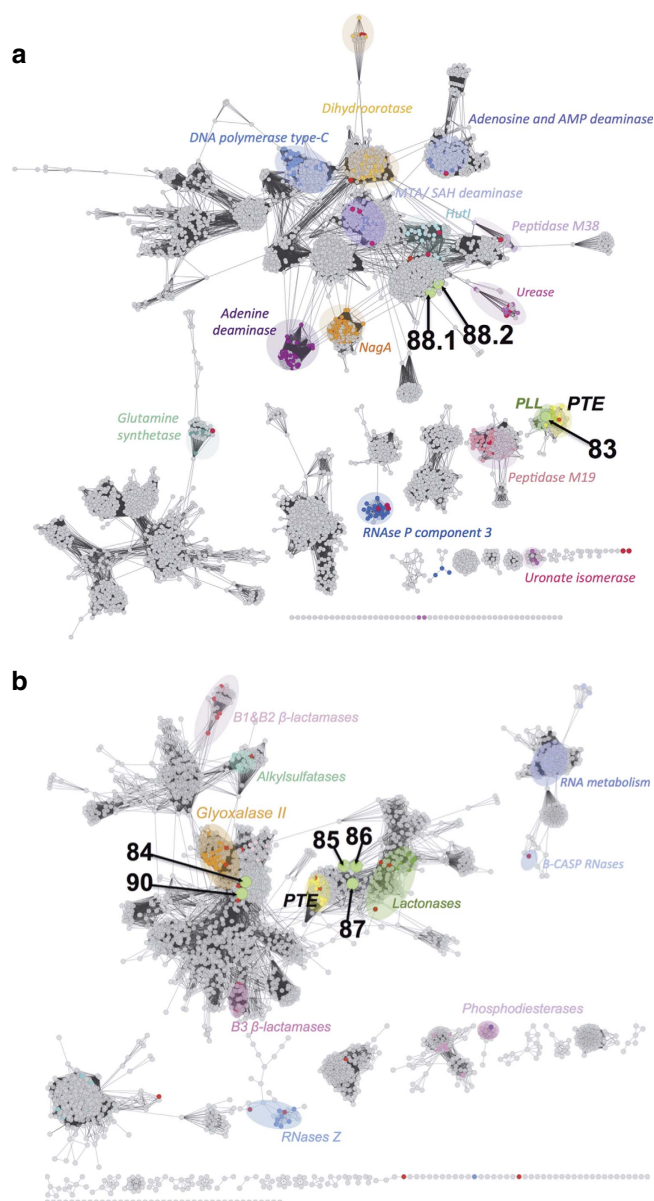 a
Dihydroorotase
Adenosine and AMP deaminase
DNA polymerase type-C
MTA/ SAH deaminase
HutI
Peptidase M38
Urease
Adenine
deaminase
NagA
88.1
88.2
Glutamine
synthetase
PLL
PTE
83
Peptidase M19
RNAse P component 3
Uronate isomerase
b
B1&B2 β-lactamases
Alkylsulfatases
RNA metabolism
Glyoxalase II
85 86
84
90
B-CASP RNases
PTE
Lactonases
87
B3 β-lactamases
Phosphodiesterases
RNases Z